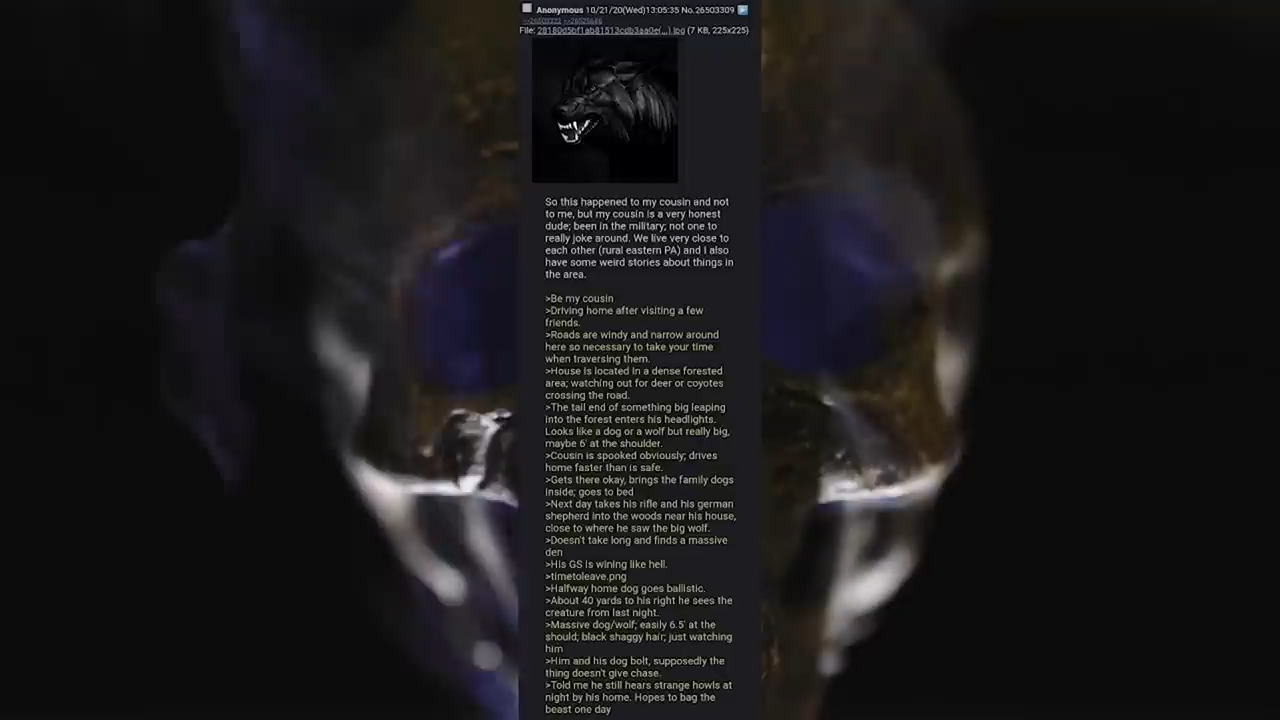 Anonymous 10/21/20(Wed)13:05:35 No.26503309
File: 28180d5bf1ab81513cdb3aa0e(...).jpg (7 KB, 225x225)
So this happened to my cousin and not
to me, but my cousin is a very honest
dude; been in the military; not one to
really joke around. We live very close to
each other (rural eastern PA) and I also
have some weird stories about things in
the area.
>Be my cousin
>Driving home after visiting a few
friends.
>Roads are windy and narrow around
here so necessary to take your time
when traversing them.
>House is located in a dense forested
area; watching out for deer or coyotes
crossing the road.
>The tail end of something big leaping
into the forest enters his headlights.
Looks like a dog or a wolf but really big,
maybe 6' at the shoulder.
>Cousin is spooked obviously; drives
home faster than is safe.
>Gets there okay, brings the family dogs
inside; goes to bed
>Next day takes his rifle and his german
shepherd into the woods near his house,
close to where he saw the big wolf.
>Doesn't take long and finds a massive
den
>His GS is wining like hell.
>timetoleave.png
>Halfway home dog goes ballistic.
>About 40 yards to his right he sees the
creature from last night.
>Massive dog/wolf; easily 6.5' at the
should; black shaggy hair; just watching
him
>Him and his dog bolt, supposedly the
thing doesn't give chase.
>Told me he still hears strange howls at
night by his home. Hopes to bag the
beast one day